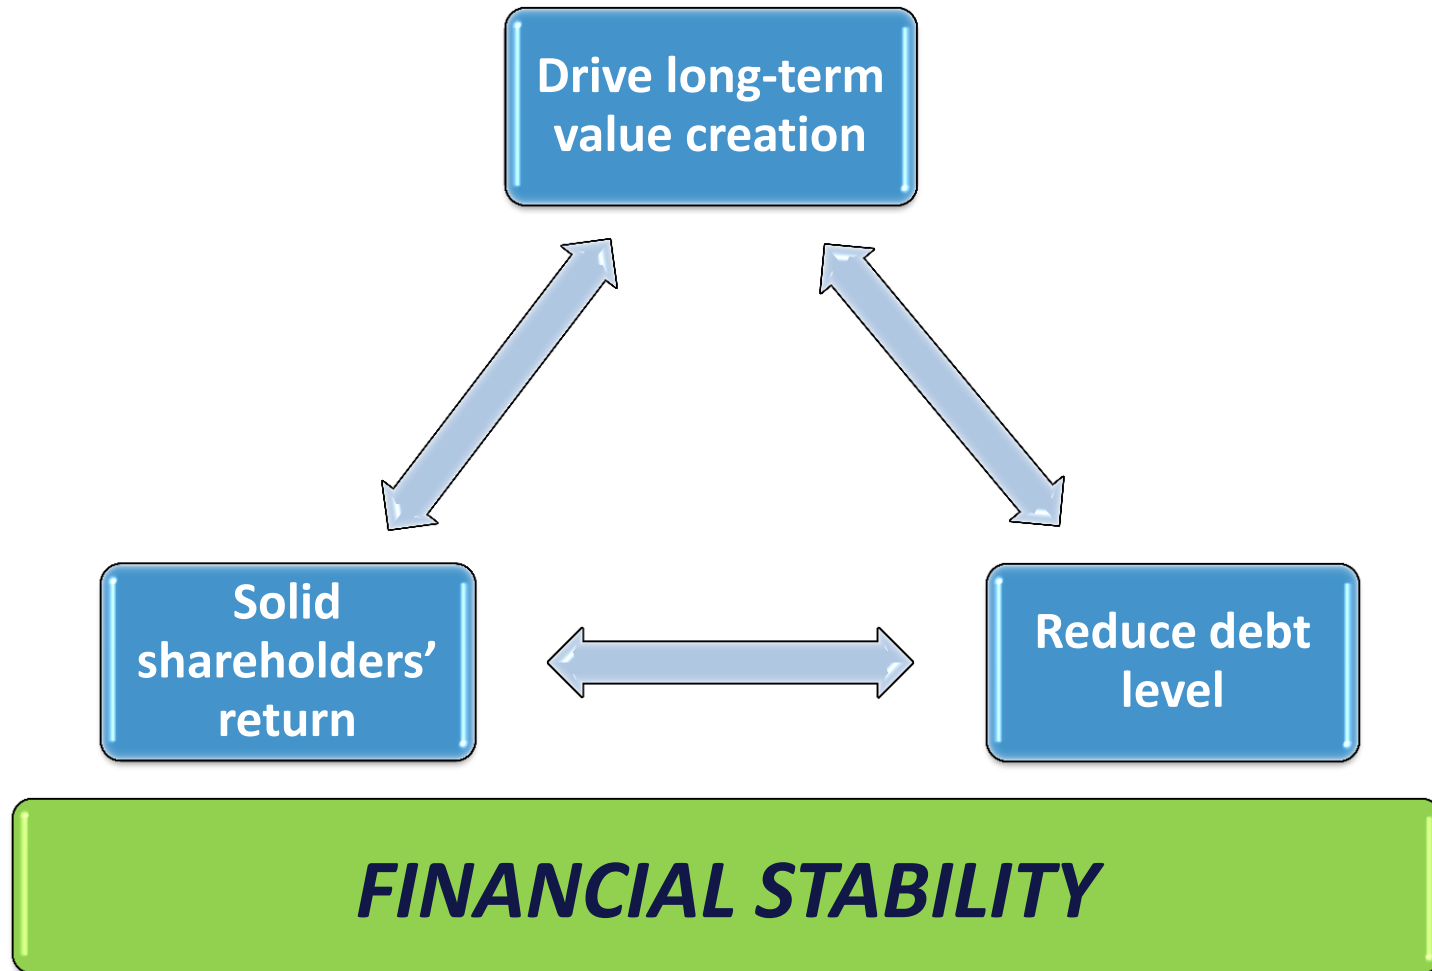 Drive long-term
value creation
Solid
shareholders’
return
Reduce debt
level
FINANCIAL STABILITY